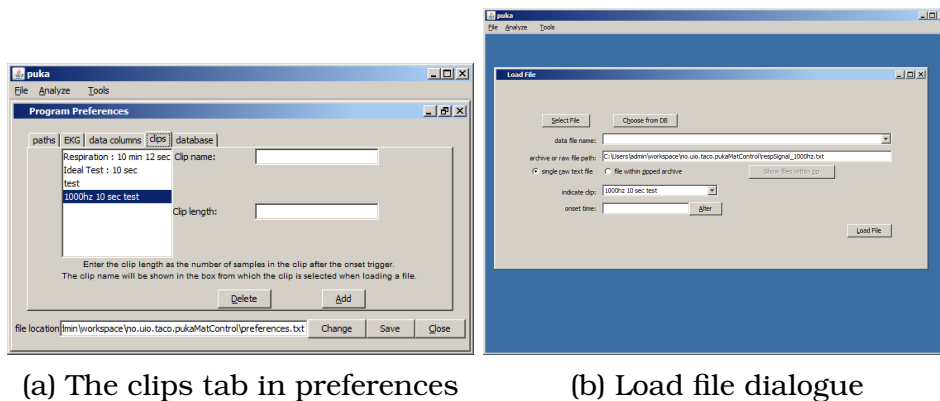 puka
File Analyze Tools
Program Preferences
paths EKG data columns clips database
Respiration : 10 min 12 sec
Ideal Test : 10 sec
test
1000hz 10 sec test
Clip name:
Clip length:
Enter the clip length as the number of samples in the clip after the onset trigger.
The clip name will be shown in the box from which the clip is selected when loading a file.
Delete Add
file location lmin\workspace\no.uio.taco.pukaMatControl\preferences.txt Change Save Close
(a) The clips tab in preferences
puka
File Analyze Tools
Load File
Select File Choose from DB
data file name:
archive or raw file path: C:\Users\admin\workspace\no.uio.taco.pukaMatControl\respSignal_1000hz.txt
single raw text file file within zipped archive Show files within zip
indicate clip: 1000hz 10 sec test
onset time: Alter
Load File
(b) Load file dialogue